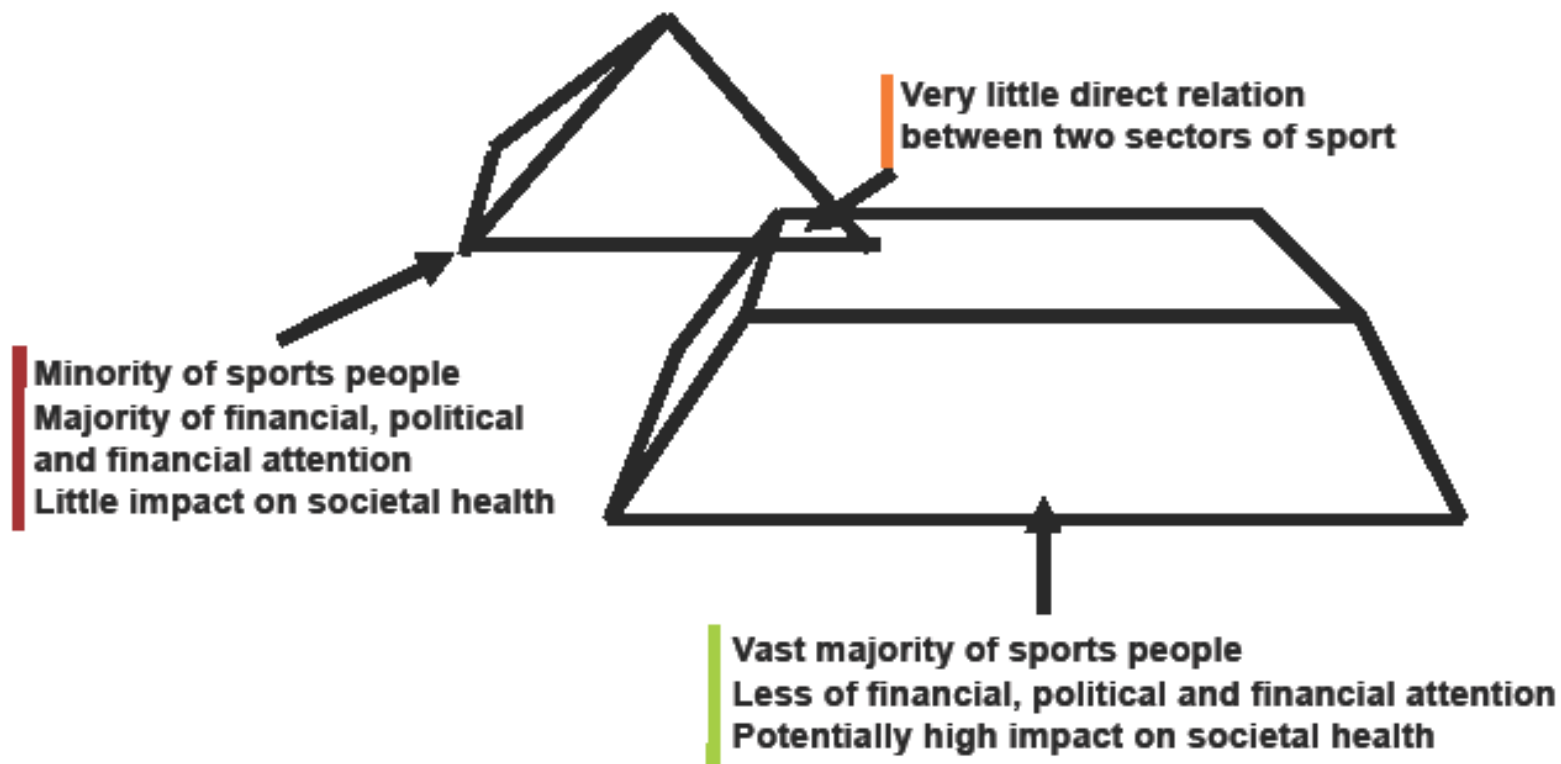 Very little direct relation
between two sectors of sport
Minority of sports people
Majority of financial, political
and financial attention
Little impact on societal health
Vast majority of sports people
Less of financial, political and financial attention
Potentially high impact on societal health